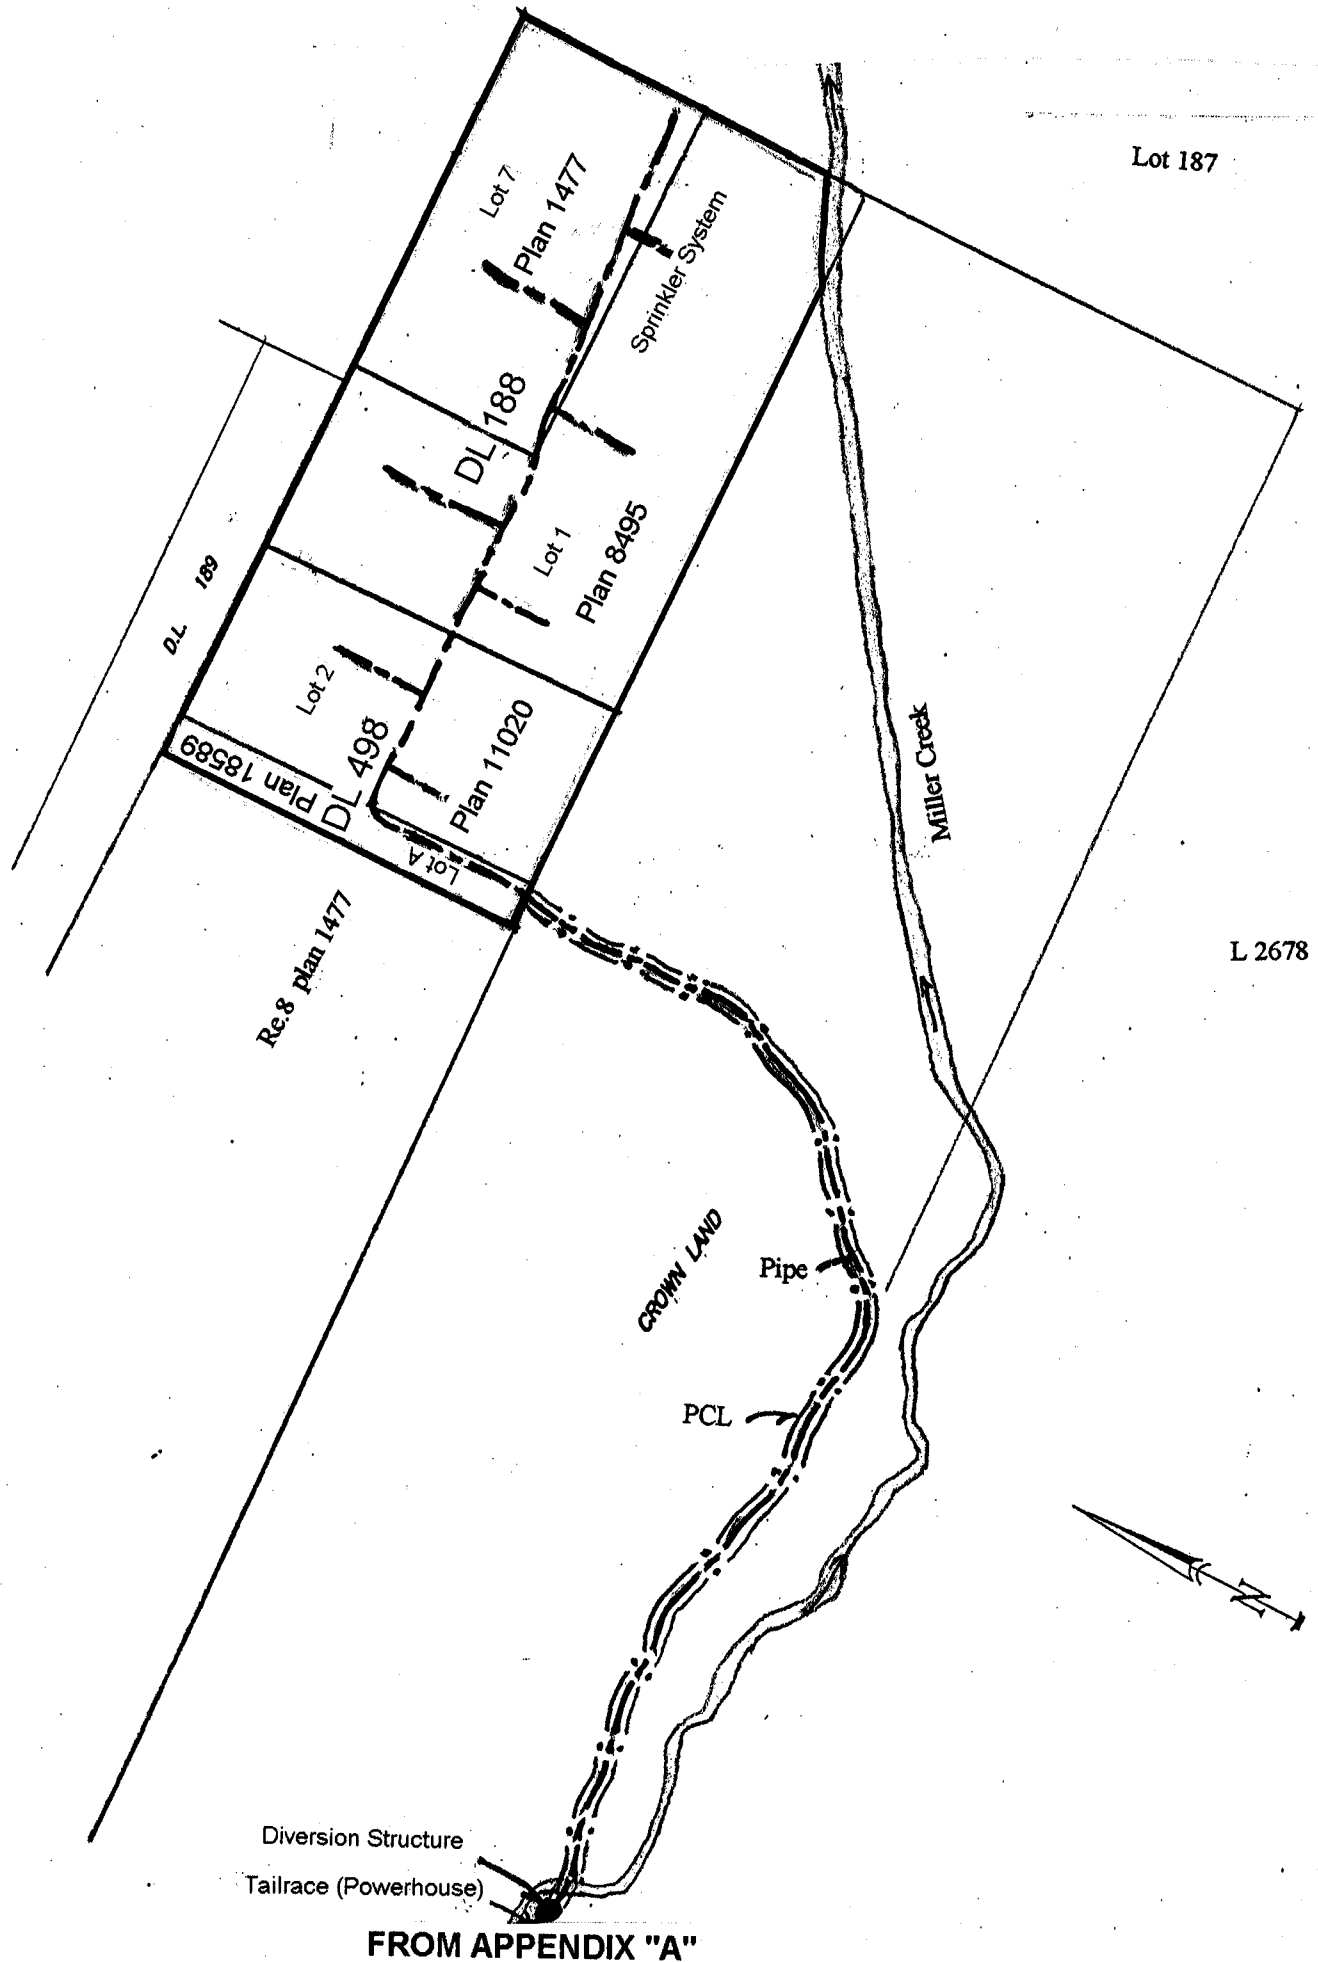 Lot 187
Lot 7
Plan 1477
Sprinkler System
DL 188
Lot 1
Plan 8495
D.L. 189
Lot 2
DL 498
Plan 11020
Plan 18589
Lot A
Miller Creek
Re.8 plan 1477
L 2678
CROWN LAND
Pipe
PCL
N
Diversion Structure
Tailrace (Powerhouse)
FROM APPENDIX "A"